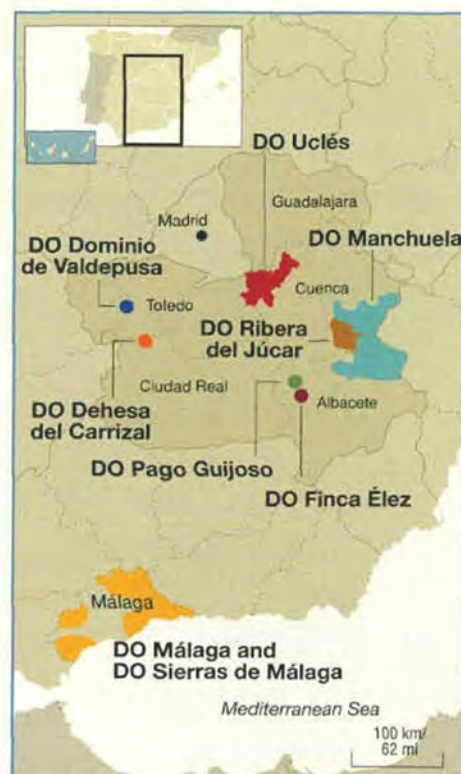 DO Uclés
Guadalajara
Madrid
DO Manchuela
DO Dominio
de Valdepusa
Cuenca
Toledo
DO Ribera
del Júcar
Ciudad Real
Albacete
DO Dehesa
del Carrizal
DO Pago Guijoso
DO Finca Élez
Málaga
DO Málaga and
DO Sierras de Málaga
Mediterranean Sea
100 km/
62 mi